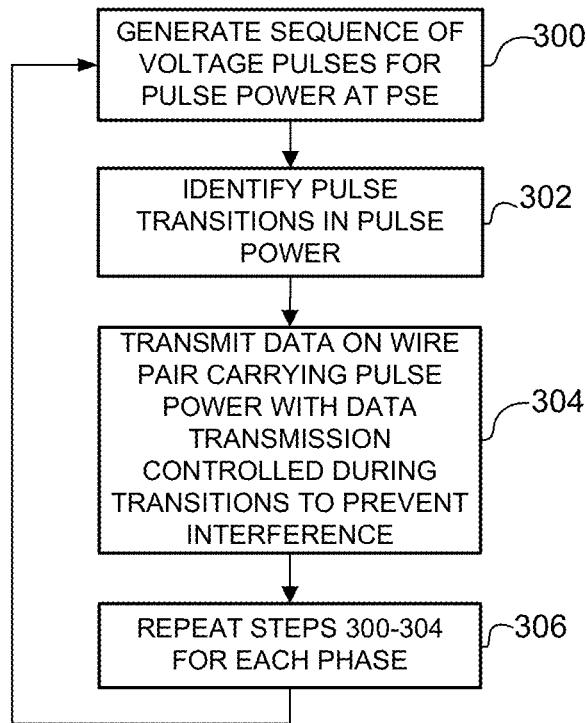 GENERATE SEQUENCE OF
VOLTAGE PULSES FOR
PULSE POWER AT PSE
300
IDENTIFY PULSE
TRANSITIONS IN PULSE
POWER
302
TRANSMIT DATA ON WIRE
PAIR CARRYING PULSE
POWER WITH DATA
TRANSMISSION
CONTROLLED DURING
TRANSITIONS TO PREVENT
INTERFERENCE
304
REPEAT STEPS 300-304
FOR EACH PHASE
306